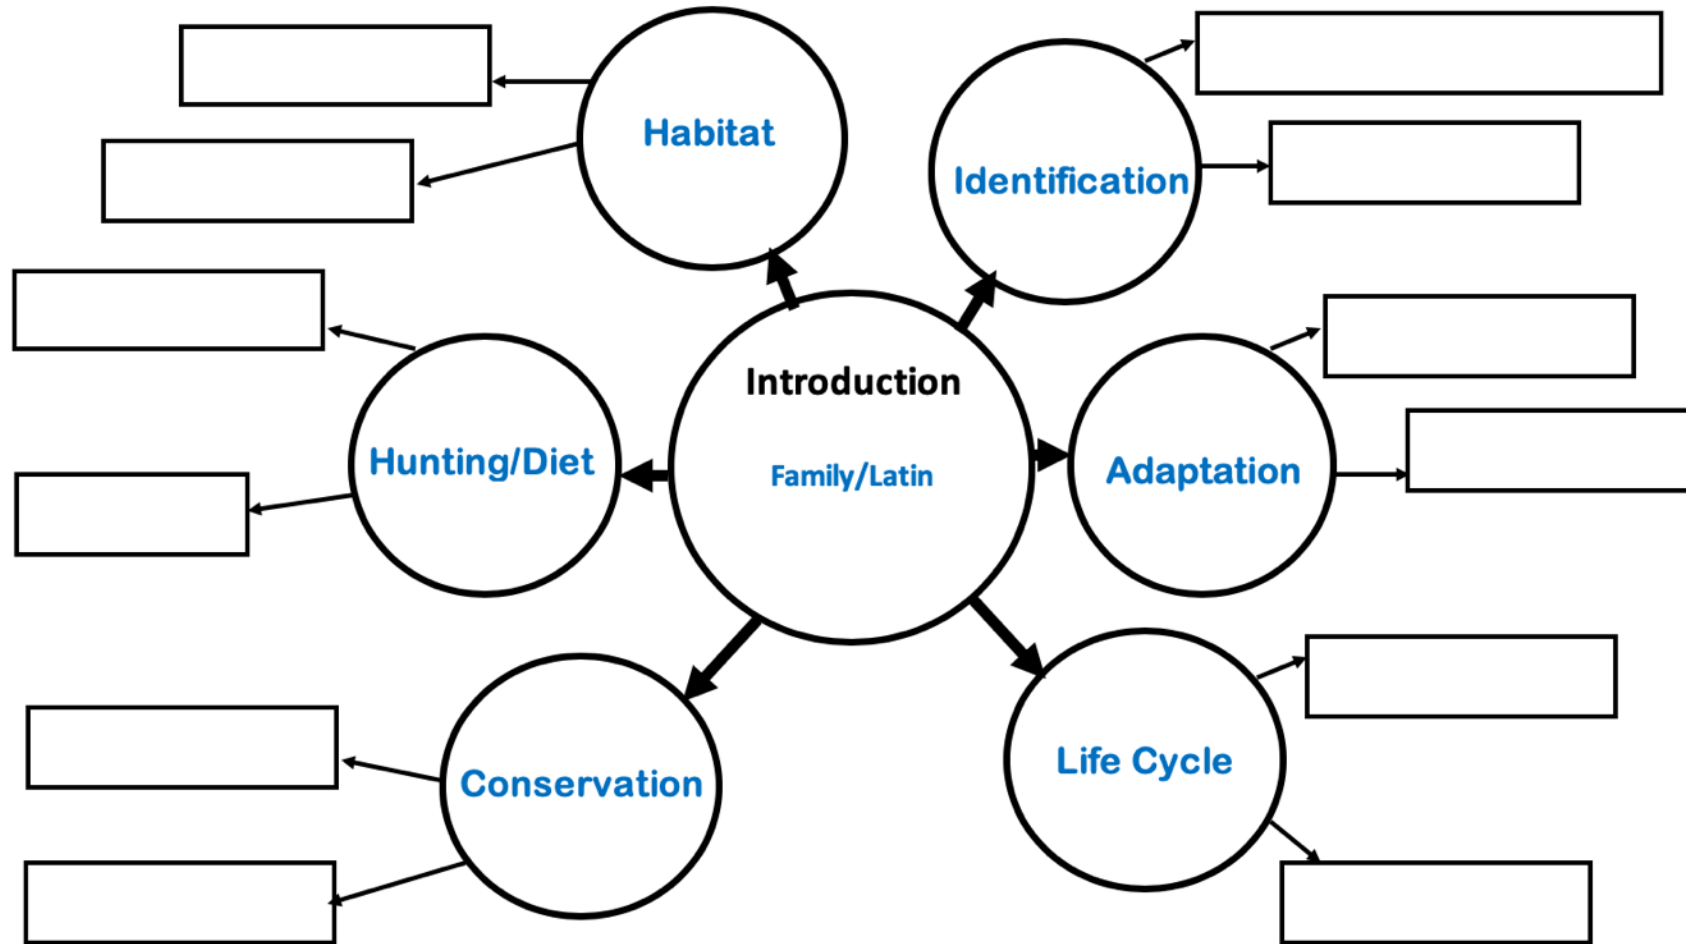 Habitat
Identification
Introduction
Family/Latin
Hunting/Diet
Adaptation
Conservation
Life Cycle